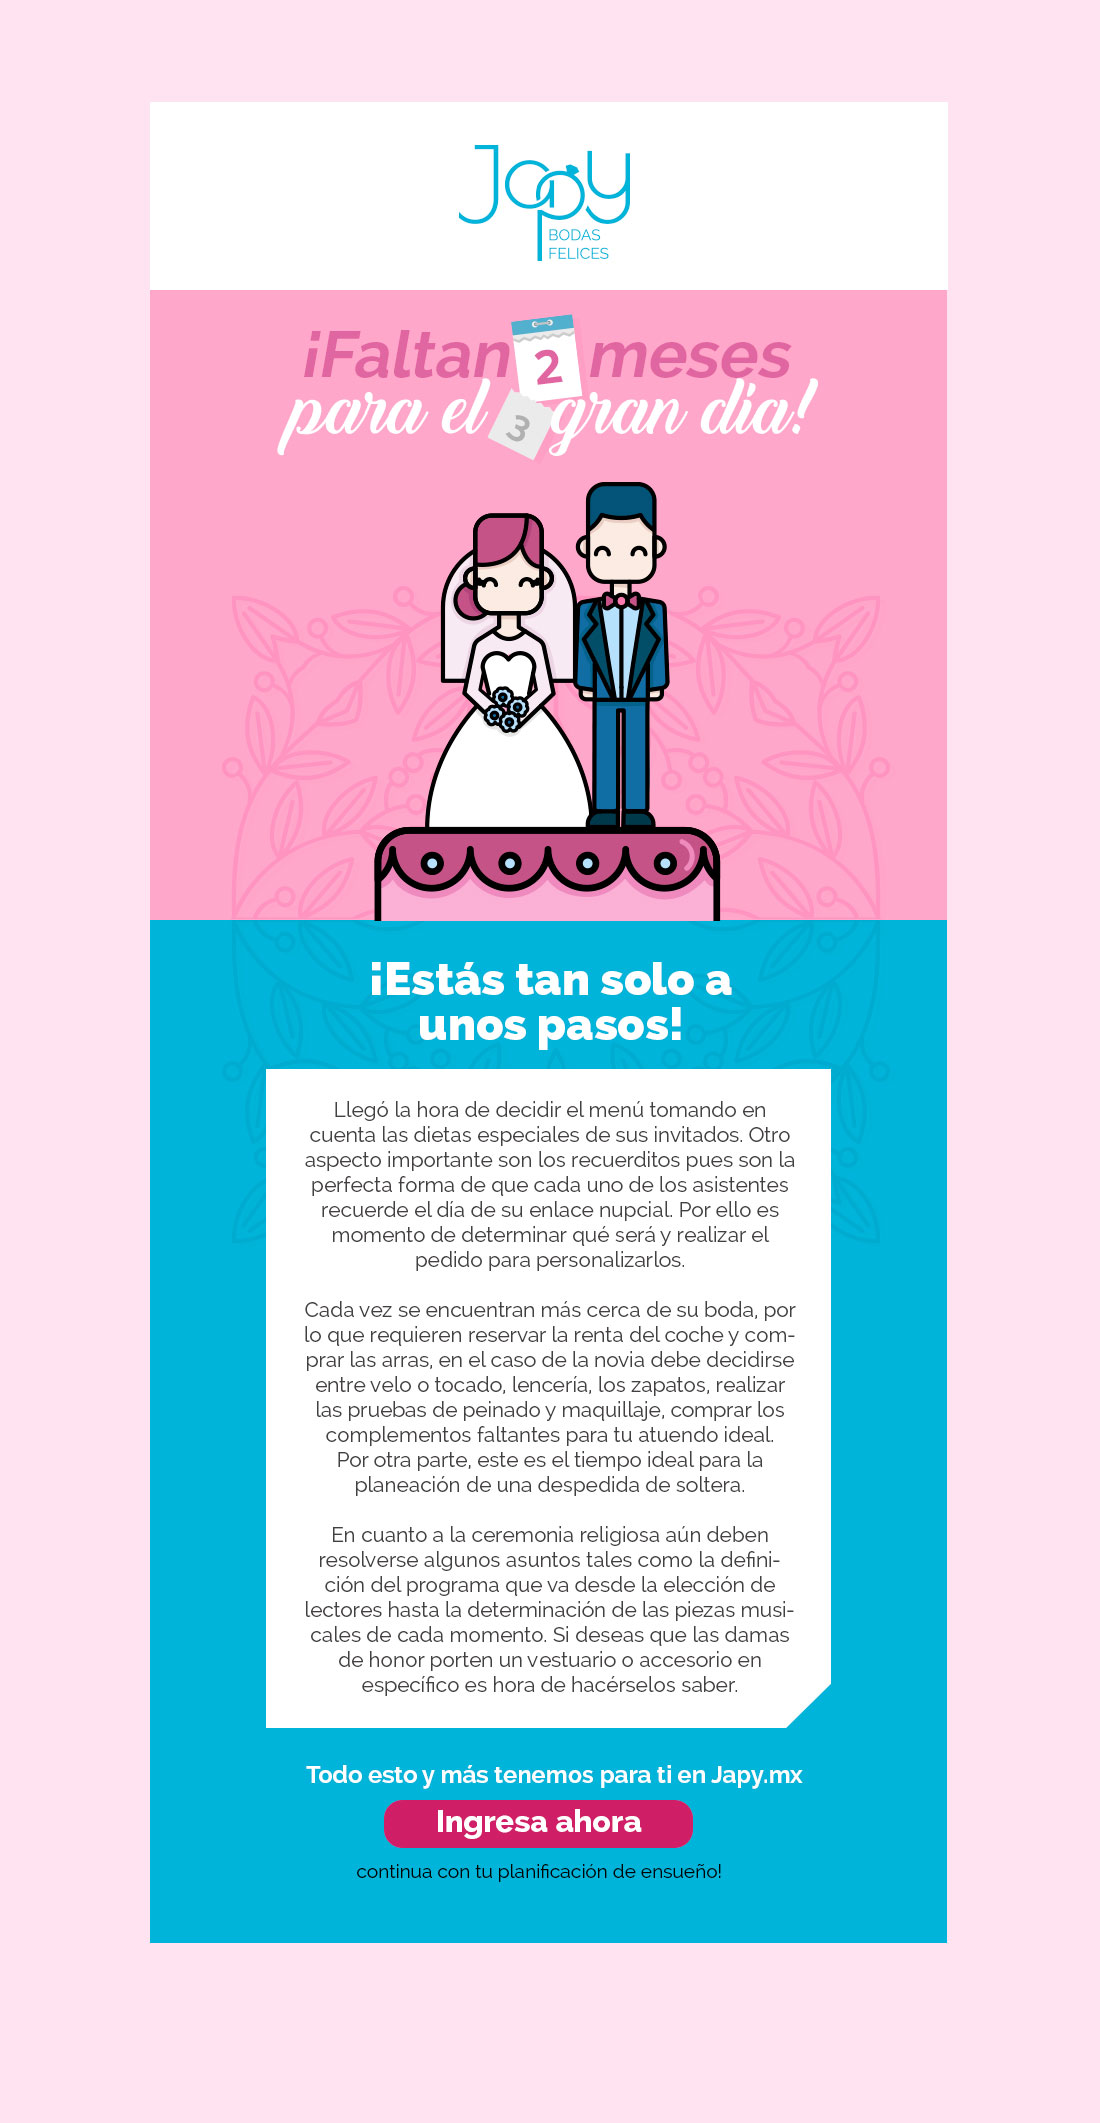 Japy
BODAS
FELICES
¡Faltan 2 meses
para el 3 gran día!
¡Estás tan solo a
unos pasos!
Llegó la hora de decidir el menú tomando en
cuenta las dietas especiales de sus invitados. Otro
aspecto importante son los recuerditos pues son la
perfecta forma de que cada uno de los asistentes
recuerde el día de su enlace nupcial. Por ello es
momento de determinar qué será y realizar el
pedido para personalizarlos.
Cada vez se encuentran más cerca de su boda, por
lo que requieren reservar la renta del coche y com-
prar las arras, en el caso de la novia debe decidirse
entre velo o tocado, lencería, los zapatos, realizar
las pruebas de peinado y maquillaje, comprar los
complementos faltantes para tu atuendo ideal.
Por otra parte, este es el tiempo ideal para la
planeación de una despedida de soltera.
En cuanto a la ceremonia religiosa aún deben
resolverse algunos asuntos tales como la defini-
ción del programa que va desde la elección de
lectores hasta la determinación de las piezas musi-
cales de cada momento. Si deseas que las damas
de honor porten un vestuario o accesorio en
específico es hora de hacérselos saber.
Todo esto y más tenemos para ti en Japy.mx
Ingresa ahora
continua con tu planificación de ensueño!